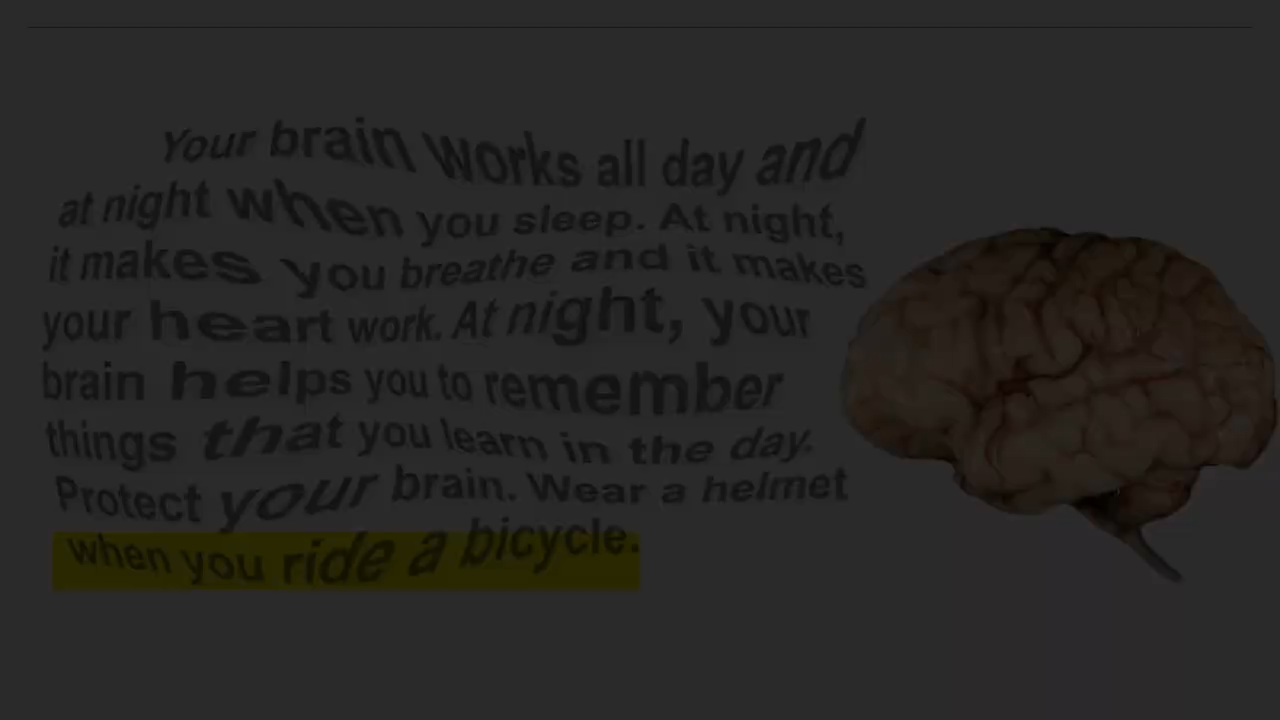 Your brain works all day and
at night when you sleep. At night,
it makes you breathe and it makes
your heart work. At night, your
brain helps you to remember
things that you learn in the day.
Protect your brain. Wear a helmet
when you ride a bicycle.